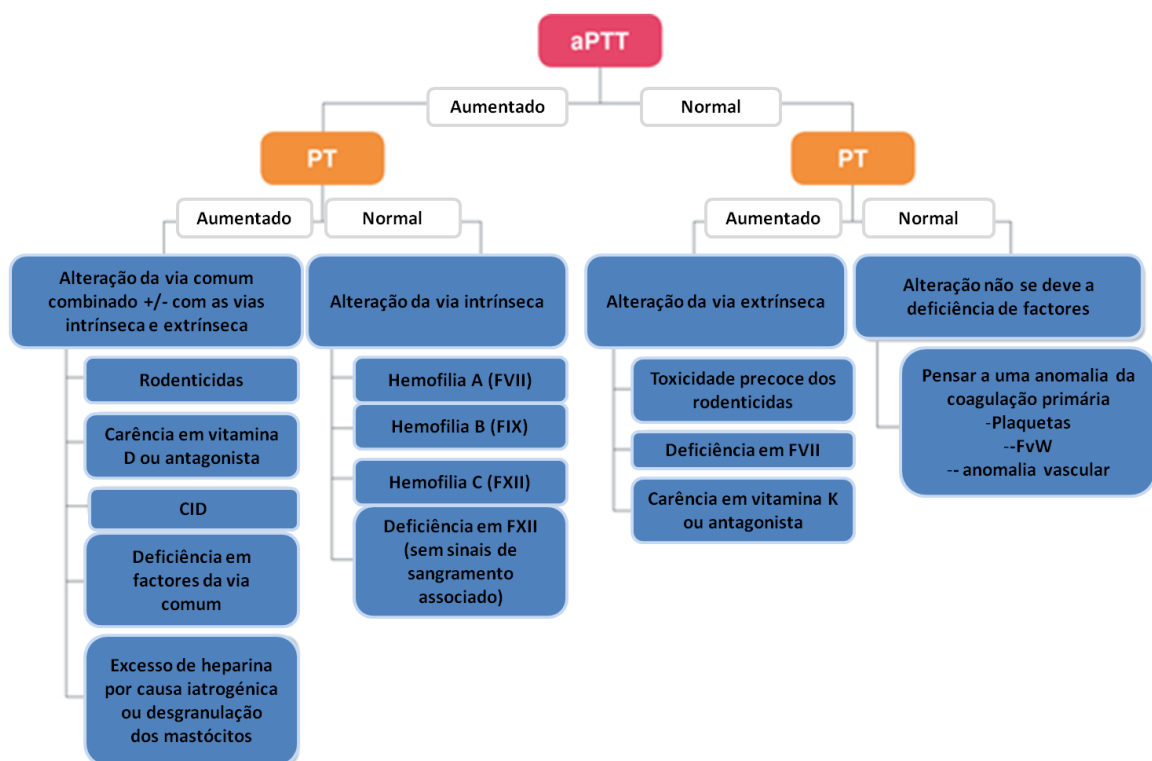 aPTT
Aumentado
Normal
PT
PT
Aumentado
Normal
Aumentado
Normal
Alteração da via comum
combinado +/- com as vias
intrínseca e extrínseca
Alteração da via intrínseca
Alteração da via extrínseca
Alteração não se deve a
deficiência de factores
Rodenticidas
Carência em vitamina
D ou antagonista
CID
Deficiência em
factores da via
comum
Excesso de heparina
por causa iatrogénica
ou desgranulação
dos mastócitos
Hemofilia A (FVII)
Hemofilia B (FIX)
Hemofilia C (FXII)
Deficiência em FXII
(sem sinais de
sangramento
associado)
Toxicidade precoce dos
rodenticidas
Deficiência em FVII
Carência em vitamina K
ou antagonista
Pensar a uma anomalia da
coagulação primária
-Plaquetas
--FvW
-- anomalia vascular